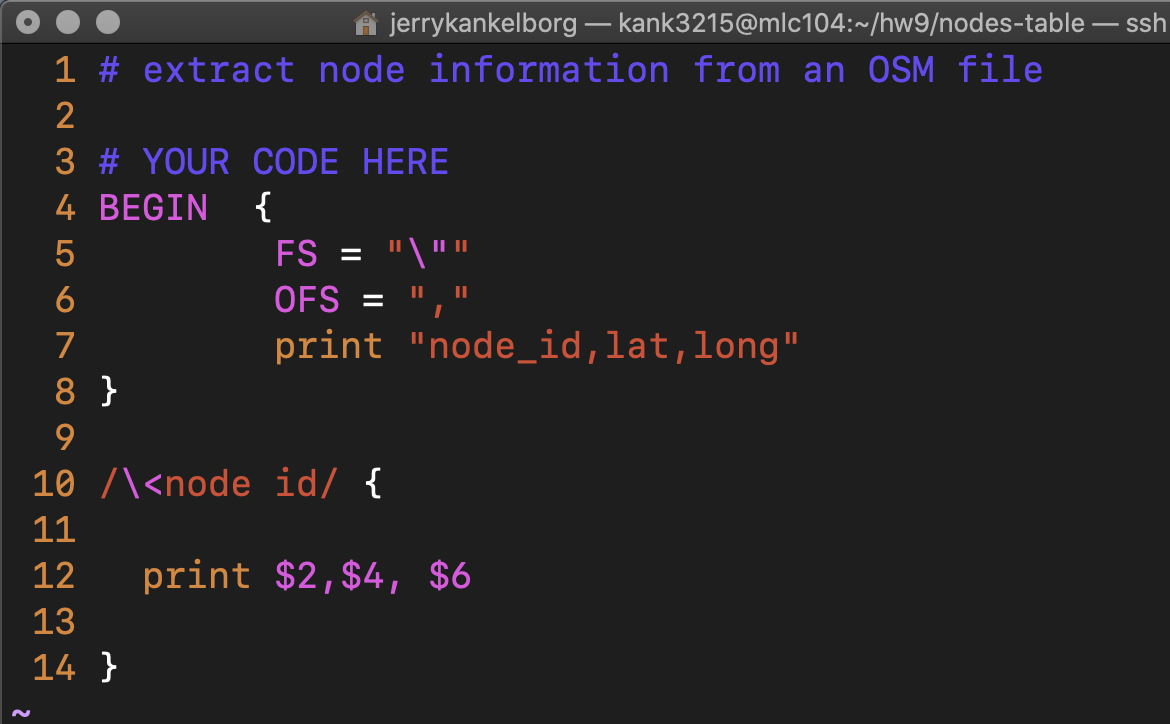 jerrykankelborg — kank3215@mlc104:~/hw9/nodes-table — ssh
1 # extract node information from an OSM file
2
3 # YOUR CODE HERE
4 BEGIN  {
5         FS = "\""
6         OFS = ","
7         print "node_id,lat,long"
8 }
9
10 /\<node id/ {
11
12   print $2,$4, $6
13
14 }
~